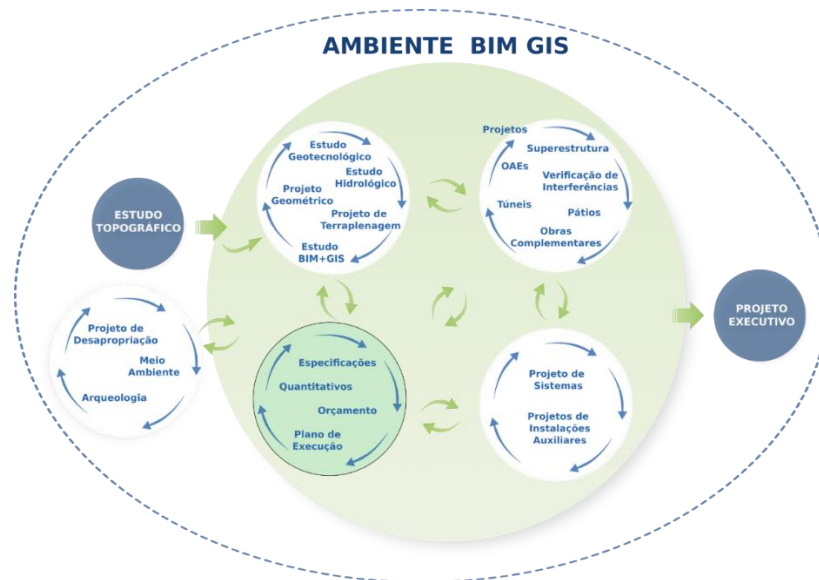 AMBIENTE BIM GIS
ESTUDO
TOPOGRÁFICO
Estudo
Geotecnológico
Estudo
Hidrológico
Projeto
Geométrico
Projeto de
Terraplenagem
Estudo
BIM+GIS
Projetos
Superestrutura
OAEs
Verificação de
Interferências
Túneis
Pátios
Obras
Complementares
Projeto de
Desapropriação
Meio
Ambiente
Arqueologia
Especificações
Quantitativos
Orçamento
Plano de
Execução
Projeto de
Sistemas
Projetos de
Instalações
Auxiliares
PROJETO
EXECUTIVO